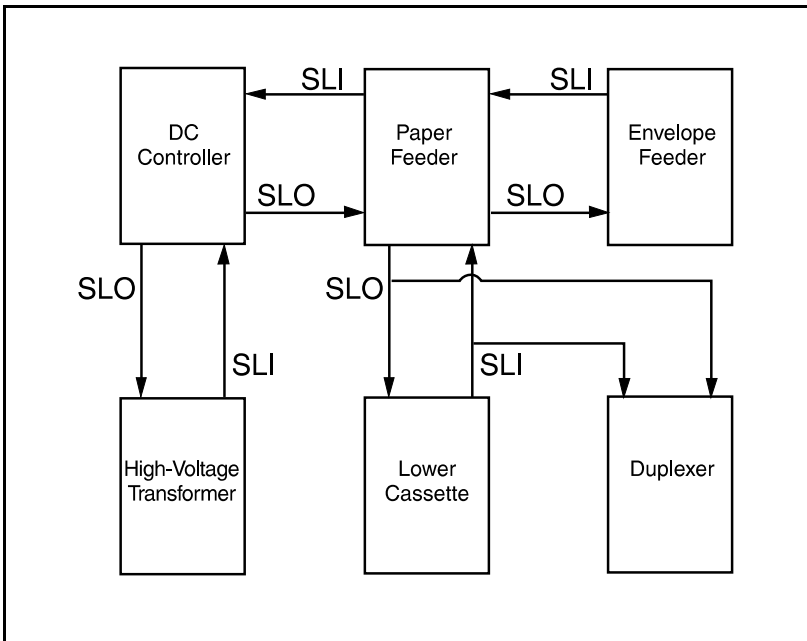 SLI
SLI
DC
Controller
Paper
Feeder
Envelope
Feeder
SLO
SLO
SLO
SLO
SLI
SLI
High-Voltage
Transformer
Lower
Cassette
Duplexer